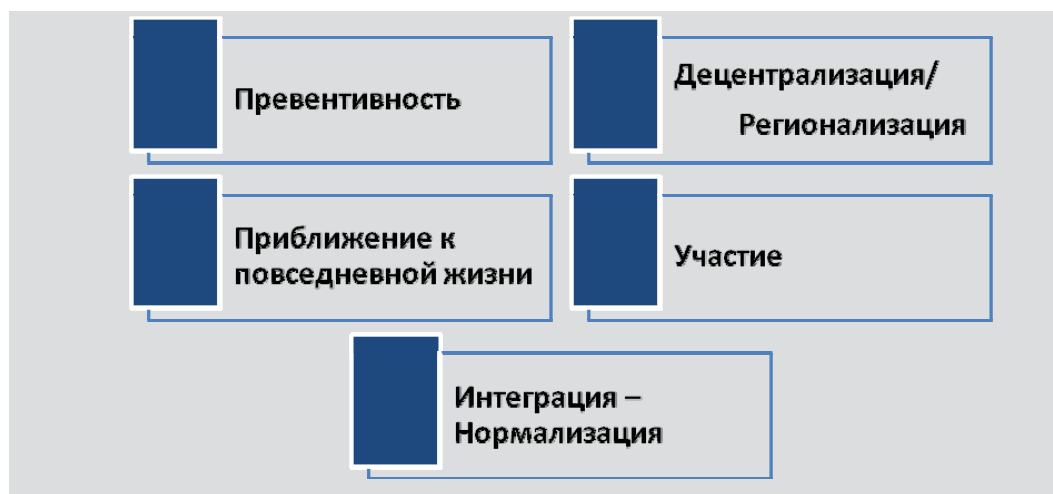 Превентивность
Децентрализация/
Регионализация
Приближение к
повседневной жизни
Участие
Интеграция –
Нормализация